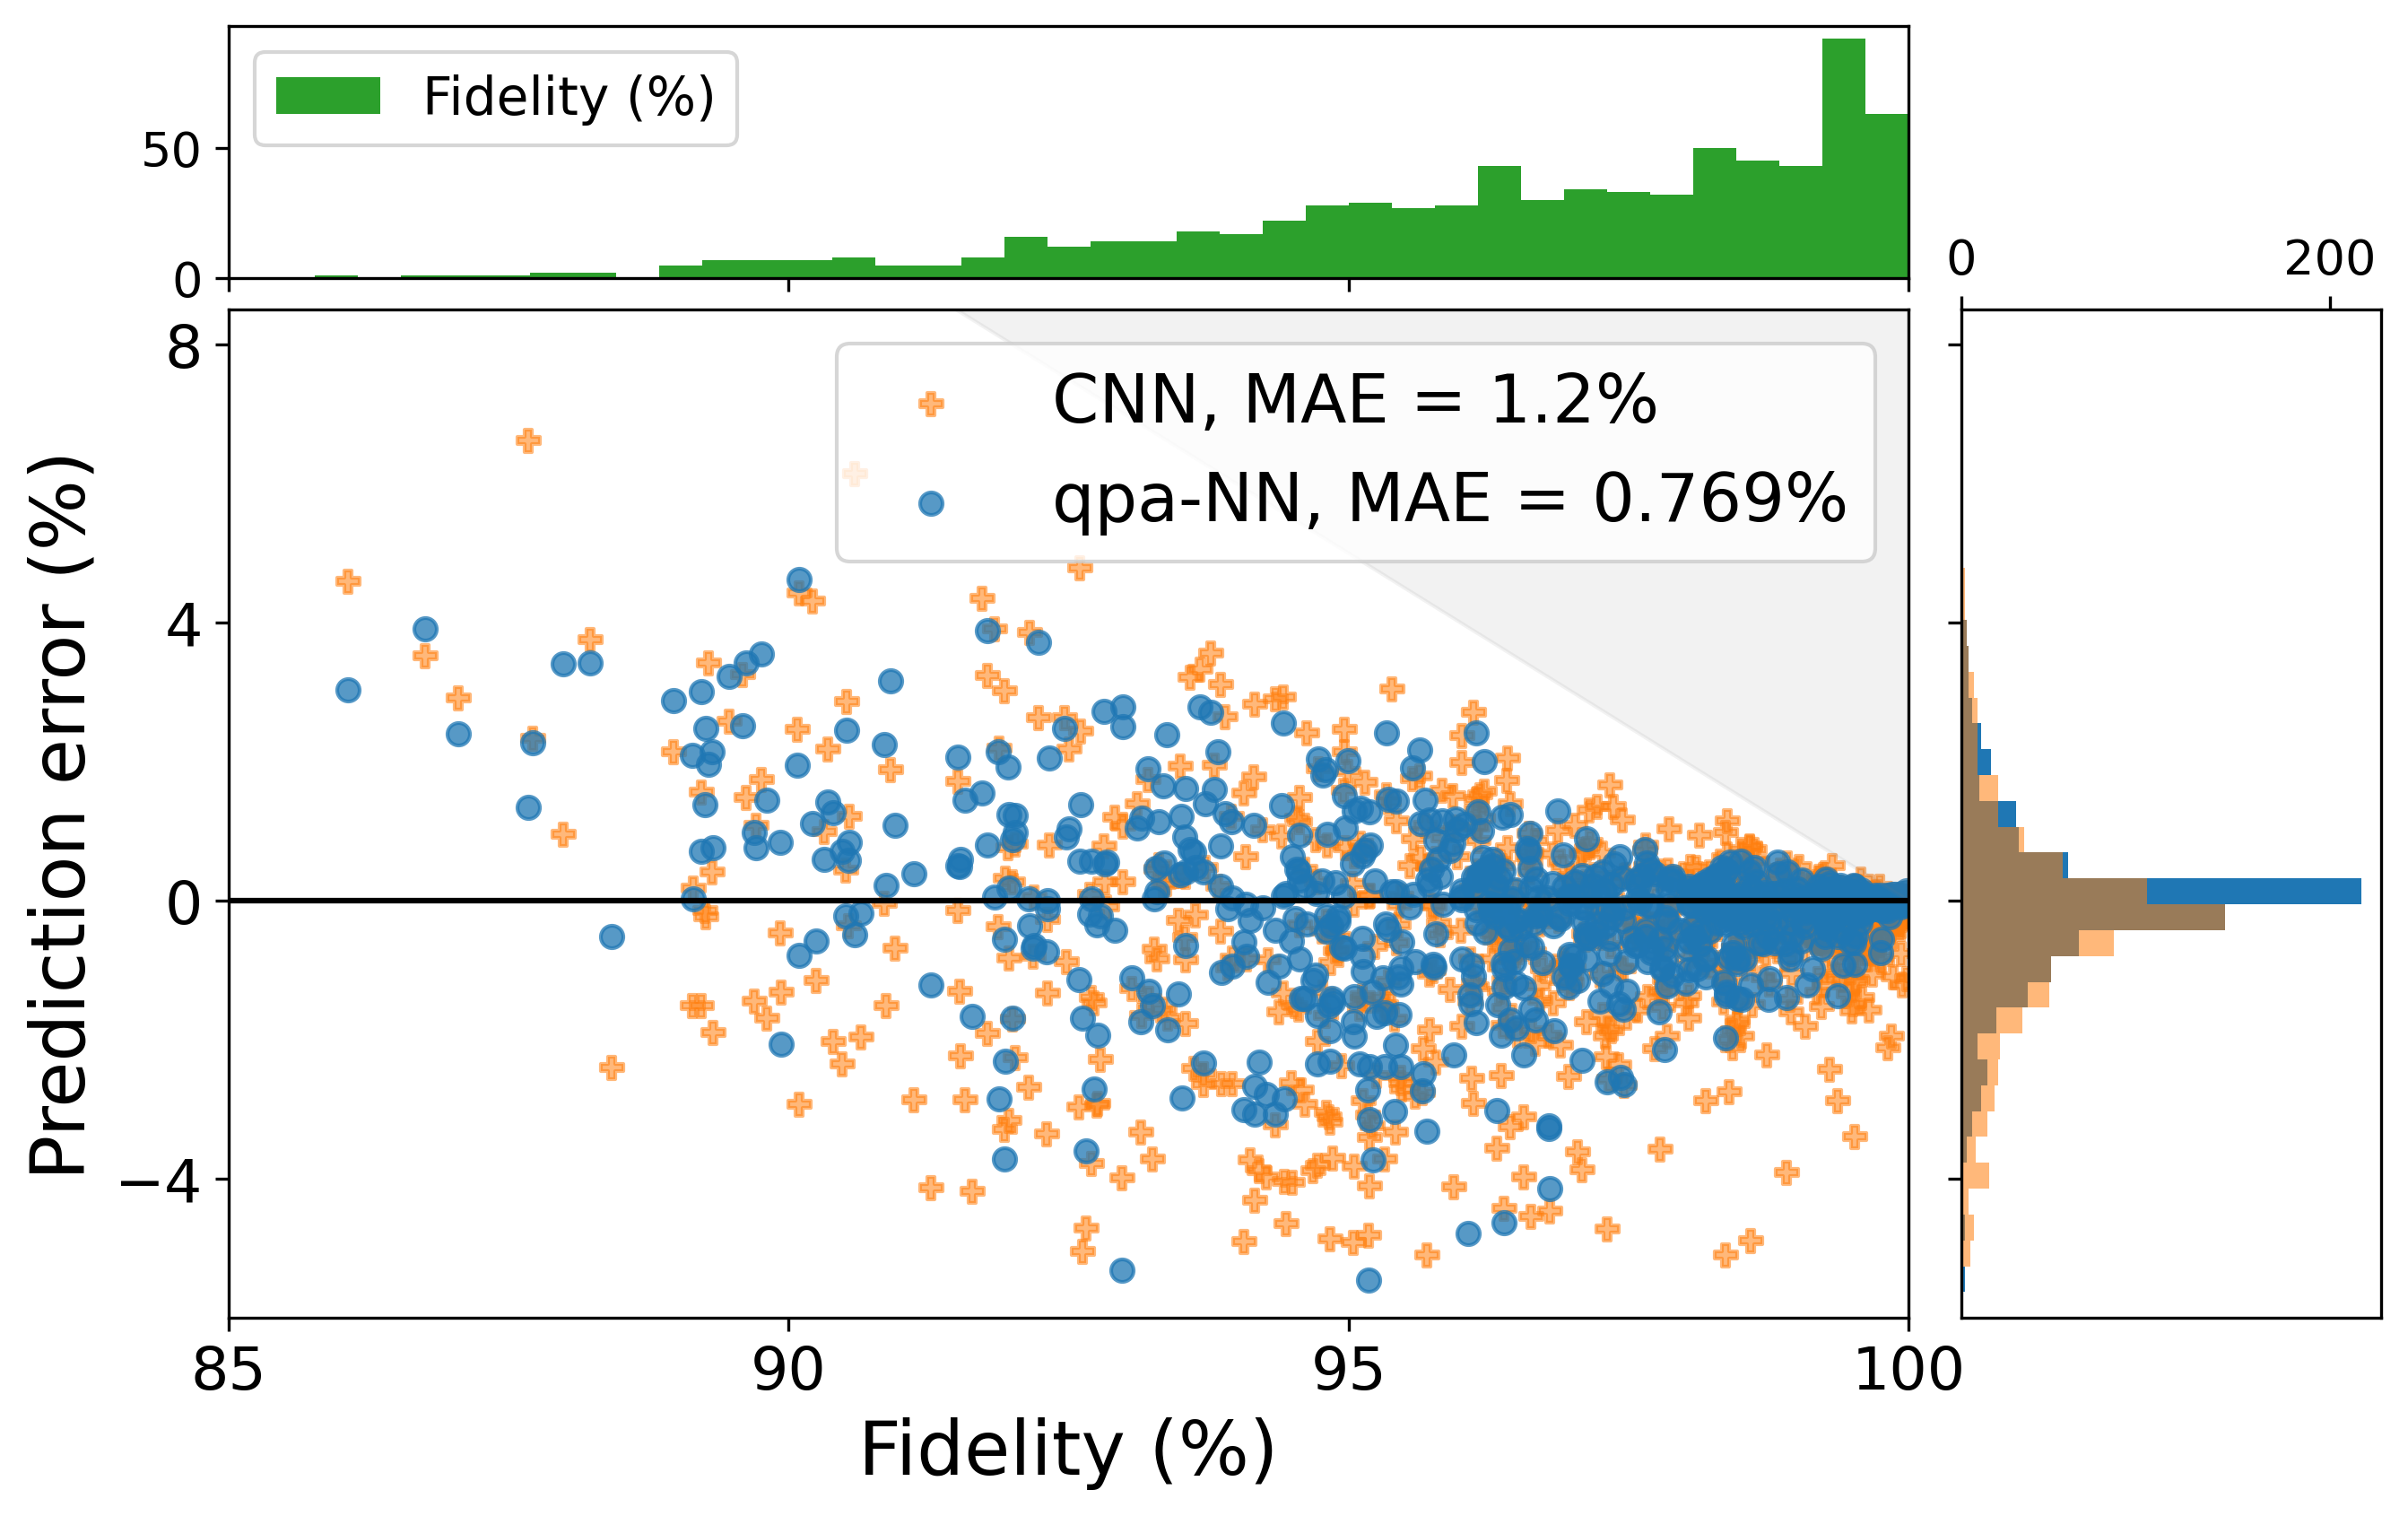 Fidelity (%)
50
0
0 200
8
4
0
−4
CNN, MAE = 1.2%
qpa-NN, MAE = 0.769%
Prediction error (%)
85 90 95 100
Fidelity (%)